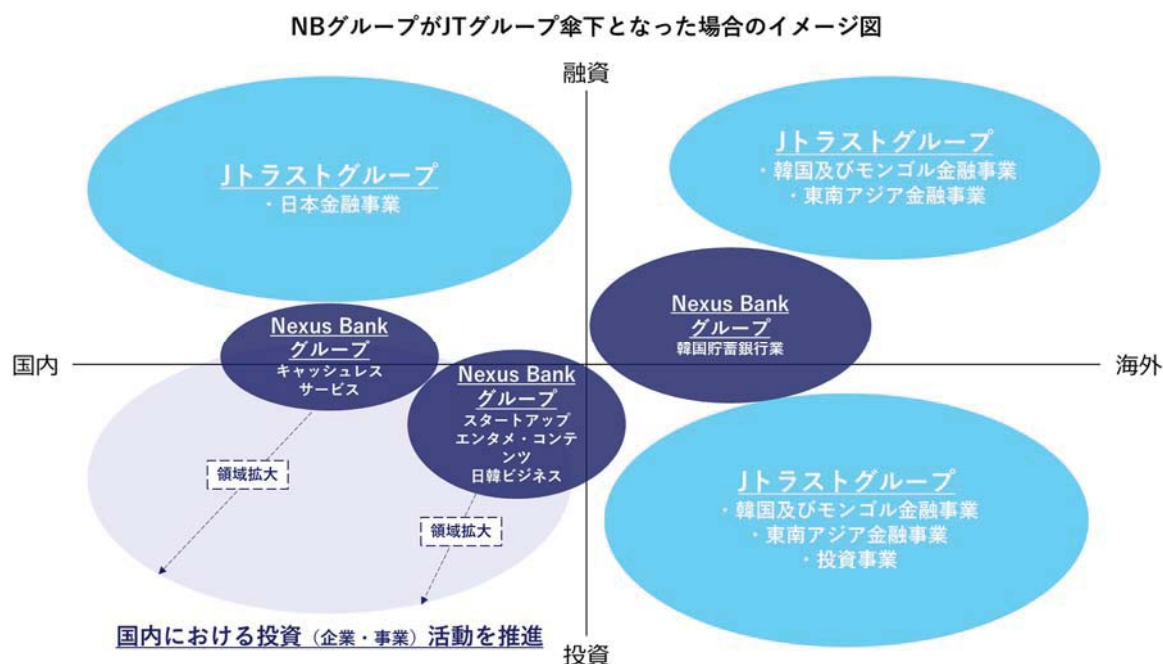 NBグループがJTグループ傘下となった場合のイメージ図
融資
Jトラストグループ
・日本金融事業
Jトラストグループ
・韓国及びモンゴル金融事業
・東南アジア金融事業
Nexus Bank
グループ
韓国貯蓄銀行業
Nexus Bank
グループ
キャッシュレス
サービス
国内
海外
Nexus Bank
グループ
スタートアップ
エンタメ・コンテ
ンツ
日韓ビジネス
領域拡大
領域拡大
Jトラストグループ
・韓国及びモンゴル金融事業
・東南アジア金融事業
・投資事業
国内における投資（企業・事業）活動を推進
投資